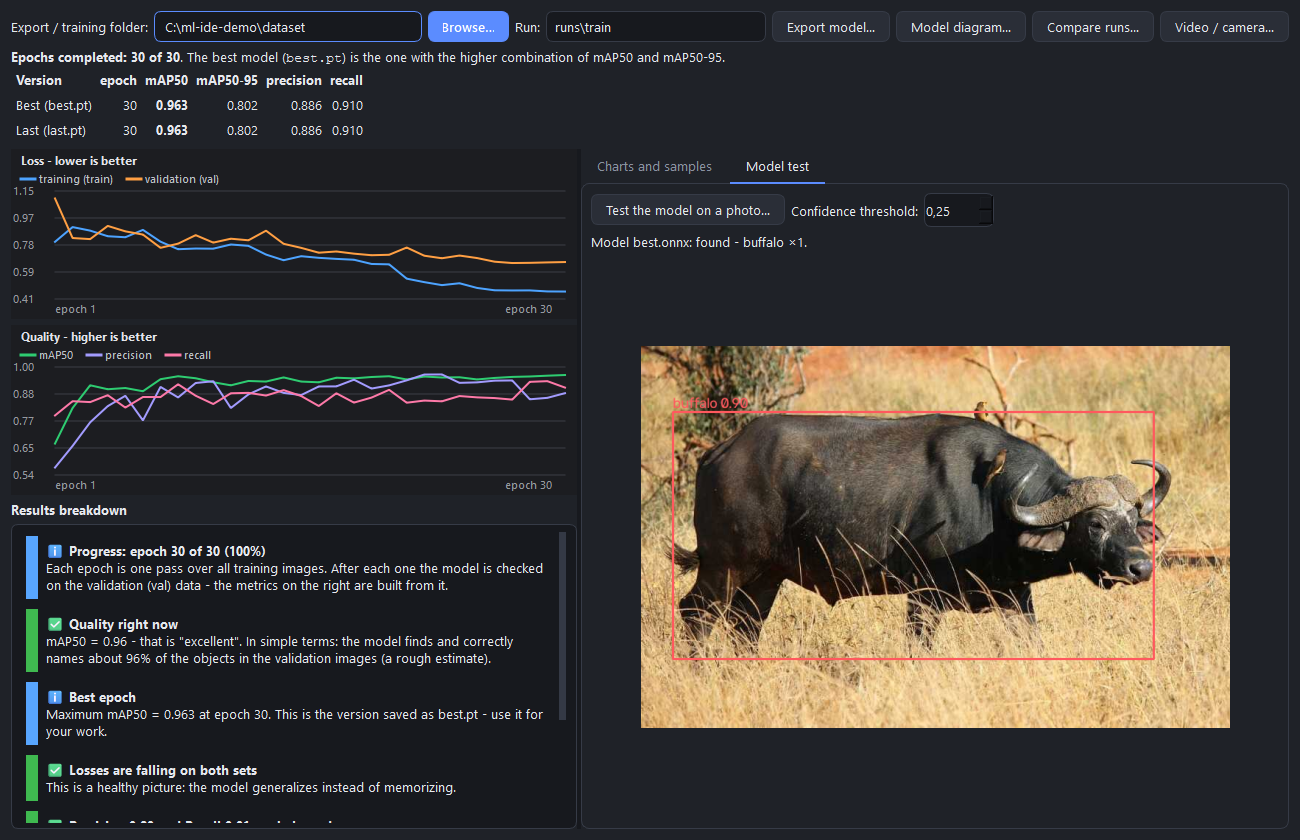 Export / training folder: C:\ml-ide-demo\dataset Browse... Run: runs\train Export model... Model diagram... Compare runs... Video / camera...
Epochs completed: 30 of 30. The best model (best.pt) is the one with the higher combination of mAP50 and mAP50-95.
Version epoch mAP50 mAP50-95 precision recall
Best (best.pt) 30 0.963 0.802 0.886 0.910
Last (last.pt) 30 0.963 0.802 0.886 0.910
Loss - lower is better
training (train) validation (val)
1.15
0.97
0.78
0.59
0.41
epoch 1 epoch 30
Quality - higher is better
mAP50 precision recall
1.00
0.88
0.77
0.65
0.54
epoch 1 epoch 30
Results breakdown
Progress: epoch 30 of 30 (100%)
Each epoch is one pass over all training images. After each one the model is checked
on the validation (val) data - the metrics on the right are built from it.
Quality right now
mAP50 = 0.96 - that is "excellent". In simple terms: the model finds and correctly
names about 96% of the objects in the validation images (a rough estimate).
Best epoch
Maximum mAP50 = 0.963 at epoch 30. This is the version saved as best.pt - use it for
your work.
Losses are falling on both sets
This is a healthy picture: the model generalizes instead of memorizing.
Charts and samples Model test
Test the model on a photo... Confidence threshold: 0,25
Model best.onnx: found - buffalo ×1.
buffalo